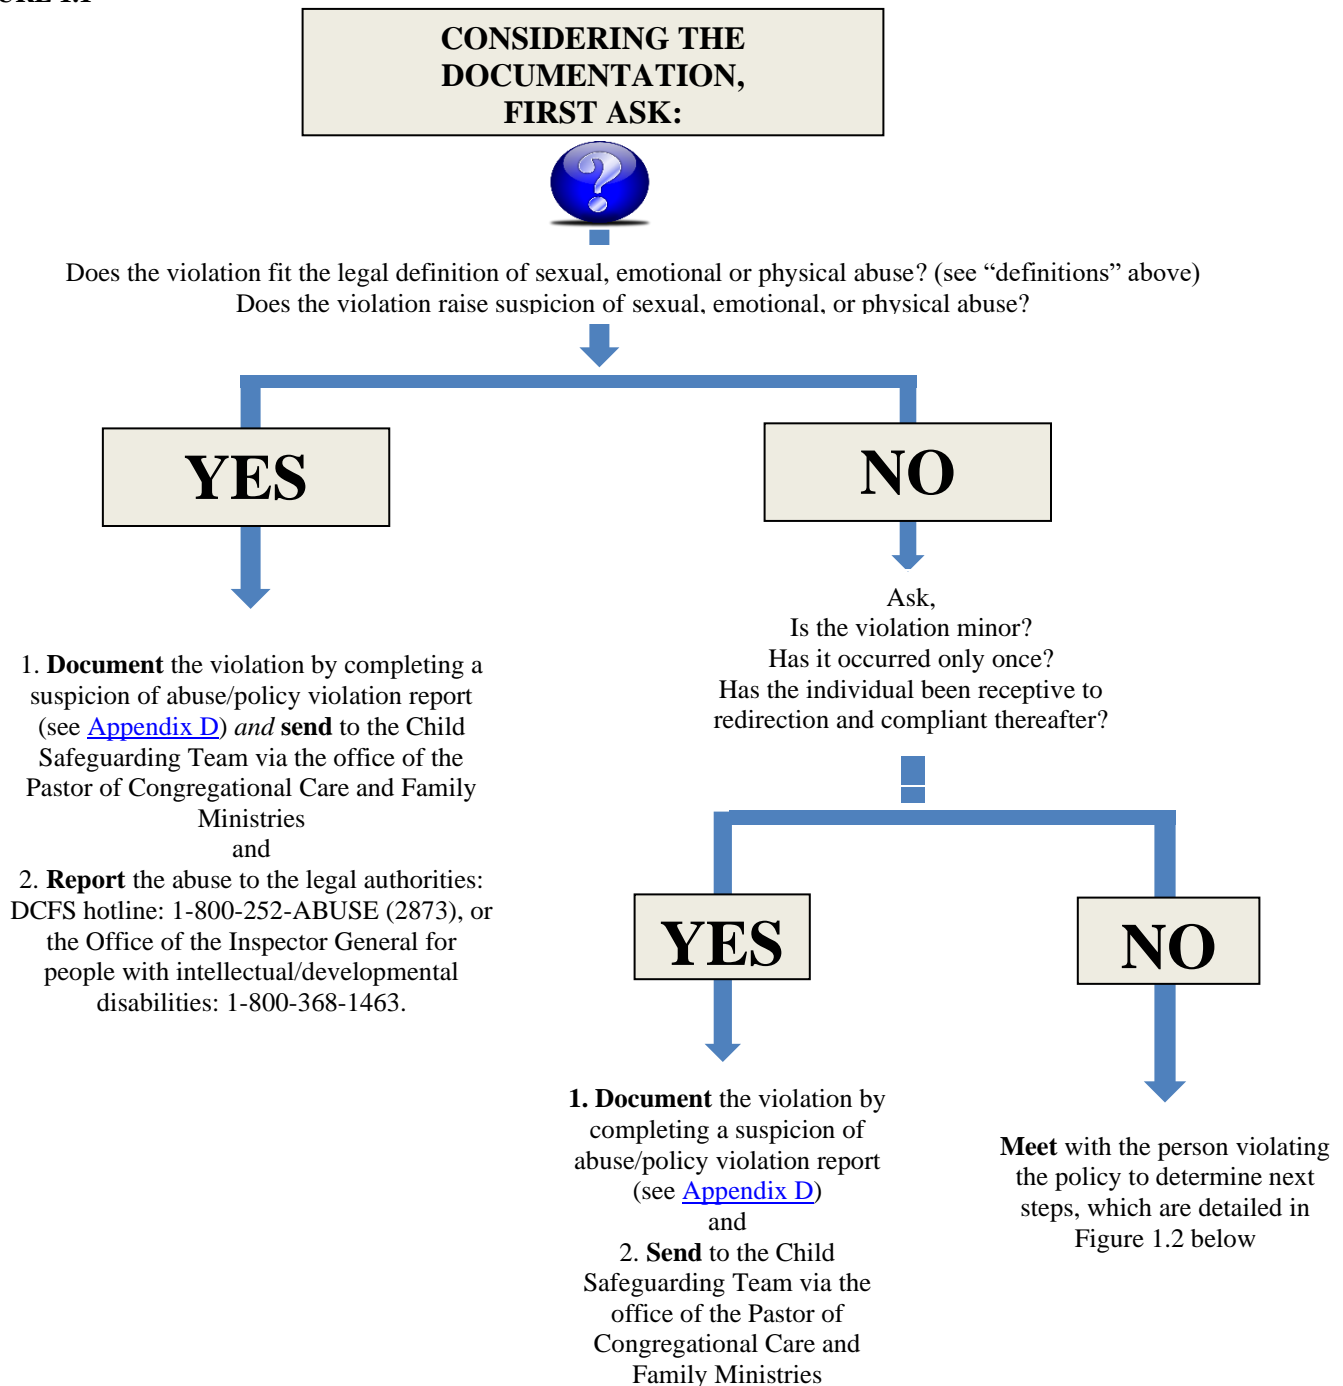 CONSIDERING THE
DOCUMENTATION,
FIRST ASK:
?
Does the violation fit the legal definition of sexual, emotional or physical abuse? (see “definitions” above)
Does the violation raise suspicion of sexual, emotional, or physical abuse?
YES
NO
1. Document the violation by completing a
suspicion of abuse/policy violation report
(see Appendix D) and send to the Child
Safeguarding Team via the office of the
Pastor of Congregational Care and Family
Ministries
and
2. Report the abuse to the legal authorities:
DCFS hotline: 1-800-252-ABUSE (2873), or
the Office of the Inspector General for
people with intellectual/developmental
disabilities: 1-800-368-1463.
Ask,
Is the violation minor?
Has it occurred only once?
Has the individual been receptive to
redirection and compliant thereafter?
YES
NO
1. Document the violation by
completing a suspicion of
abuse/policy violation report
(see Appendix D)
and
2. Send to the Child
Safeguarding Team via the
office of the Pastor of
Congregational Care and
Family Ministries
Meet with the person violating
the policy to determine next
steps, which are detailed in
Figure 1.2 below